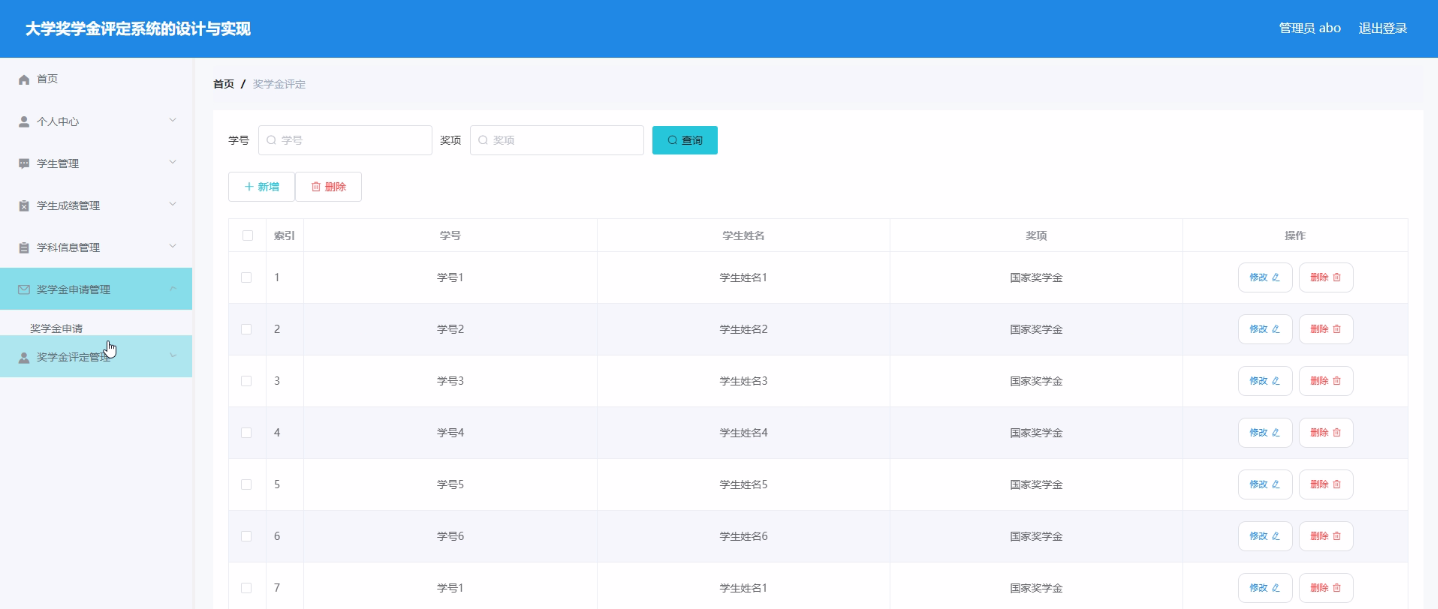 大学奖学金评定系统的设计与实现
管理员 abo 退出登录
首页
个人中心
学生管理
学生成绩管理
学科信息管理
奖学金申请管理
奖学金申请
奖学金评定管理
首页 / 奖学金评定
学号 学号 奖项 奖项 查询
新增 删除
索引 学号 学生姓名 奖项 操作
1 学号1 学生姓名1 国家奖学金 修改 删除
2 学号2 学生姓名2 国家奖学金 修改 删除
3 学号3 学生姓名3 国家奖学金 修改 删除
4 学号4 学生姓名4 国家奖学金 修改 删除
5 学号5 学生姓名5 国家奖学金 修改 删除
6 学号6 学生姓名6 国家奖学金 修改 删除
7 学号1 学生姓名1 国家奖学金 修改 删除